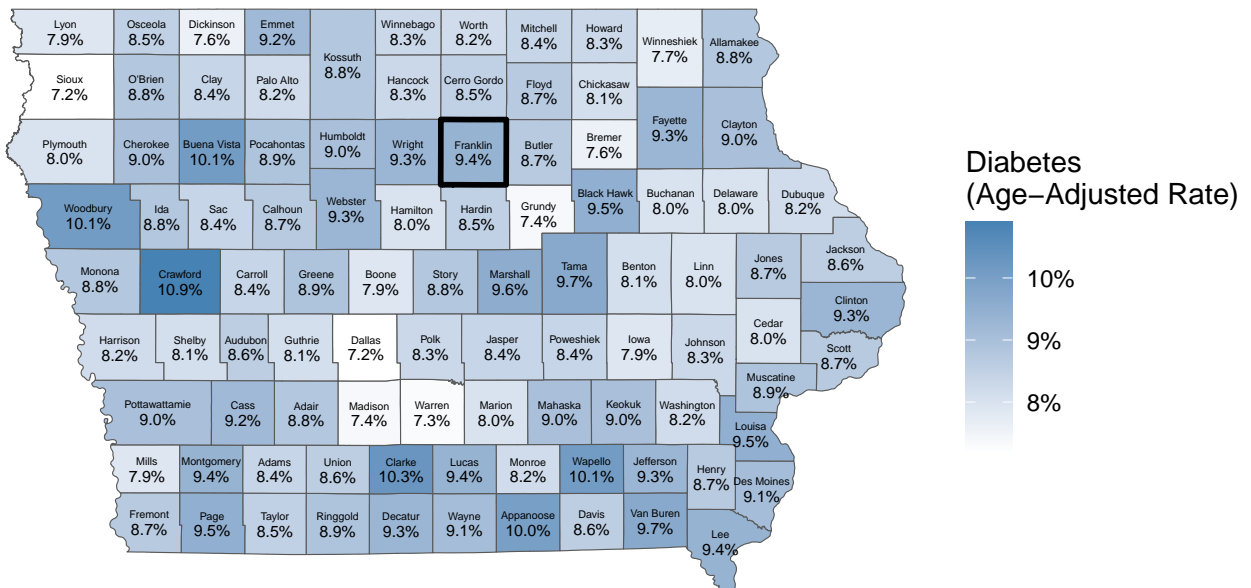 Lyon
7.9%
Osceola
8.5%
Dickinson
7.6%
Emmet
9.2%
Kossuth
8.8%
Winnebago
8.3%
Worth
8.2%
Mitchell
8.4%
Howard
8.3%
Winneshiek
7.7%
Allamakee
8.8%
Sioux
7.2%
O'Brien
8.8%
Clay
8.4%
Palo Alto
8.2%
Hancock
8.3%
Cerro Gordo
8.5%
Floyd
8.7%
Chickasaw
8.1%
Fayette
9.3%
Clayton
9.0%
Plymouth
8.0%
Cherokee
9.0%
Buena Vista
10.1%
Pocahontas
8.9%
Humboldt
9.0%
Wright
9.3%
Franklin
9.4%
Butler
8.7%
Bremer
7.6%
Woodbury
10.1%
Ida
8.8%
Sac
8.4%
Calhoun
8.7%
Webster
9.3%
Hamilton
8.0%
Hardin
8.5%
Grundy
7.4%
Black Hawk
9.5%
Buchanan
8.0%
Delaware
8.0%
Dubuque
8.2%
Monona
8.8%
Crawford
10.9%
Carroll
8.4%
Greene
8.9%
Boone
7.9%
Story
8.8%
Marshall
9.6%
Tama
9.7%
Benton
8.1%
Linn
8.0%
Jones
8.7%
Jackson
8.6%
Clinton
9.3%
Harrison
8.2%
Shelby
8.1%
Audubon
8.6%
Guthrie
8.1%
Dallas
7.2%
Polk
8.3%
Jasper
8.4%
Poweshiek
8.4%
Iowa
7.9%
Johnson
8.3%
Cedar
8.0%
Scott
8.7%
Muscatine
8.9%
Pottawattamie
9.0%
Cass
9.2%
Adair
8.8%
Madison
7.4%
Warren
7.3%
Marion
8.0%
Mahaska
9.0%
Keokuk
9.0%
Washington
8.2%
Louisa
9.5%
Mills
7.9%
Montgomery
9.4%
Adams
8.4%
Union
8.6%
Clarke
10.3%
Lucas
9.4%
Monroe
8.2%
Wapello
10.1%
Jefferson
9.3%
Henry
8.7%
Des Moines
9.1%
Fremont
8.7%
Page
9.5%
Taylor
8.5%
Ringgold
8.9%
Decatur
9.3%
Wayne
9.1%
Appanoose
10.0%
Davis
8.6%
Van Buren
9.7%
Lee
9.4%
Diabetes
(Age−Adjusted Rate)
10%
9%
8%